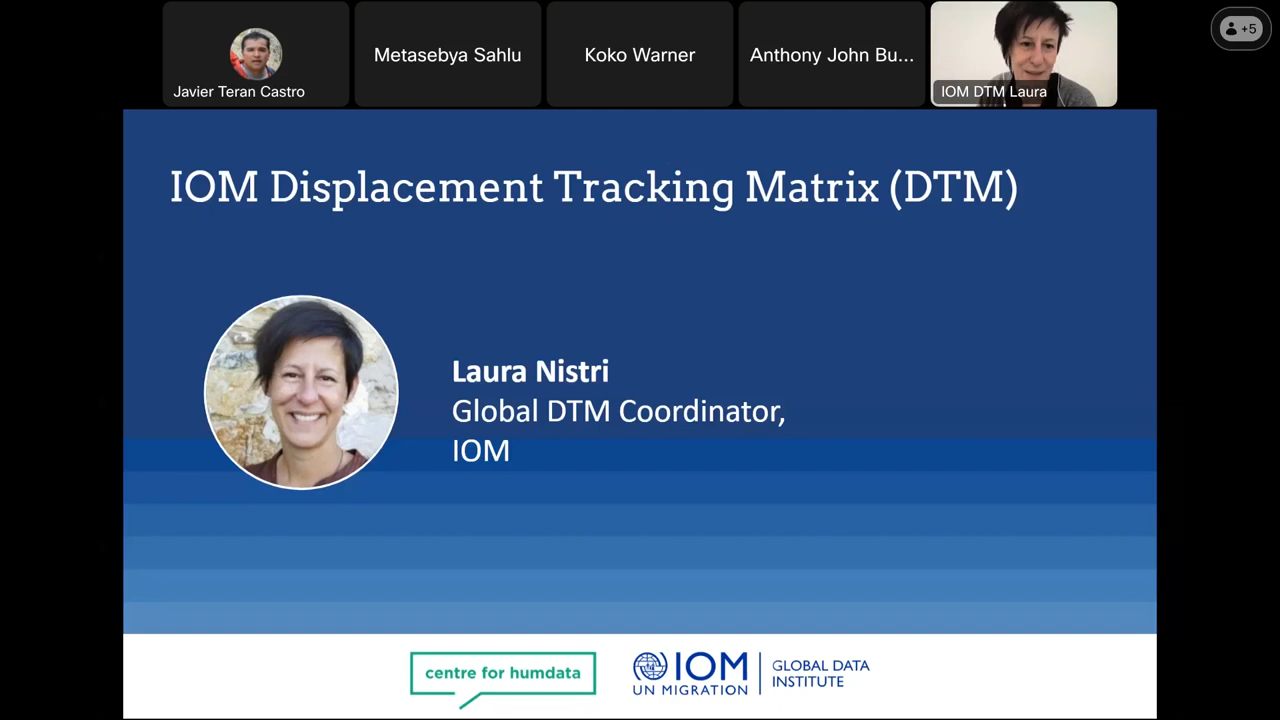 Javier Teran Castro
Metasebya Sahlu
Koko Warner
Anthony John Bu...
IOM DTM Laura
+5
IOM Displacement Tracking Matrix (DTM)
Laura Nistri
Global DTM Coordinator,
IOM
centre for humdata
IOM
UN MIGRATION
GLOBAL DATA
INSTITUTE